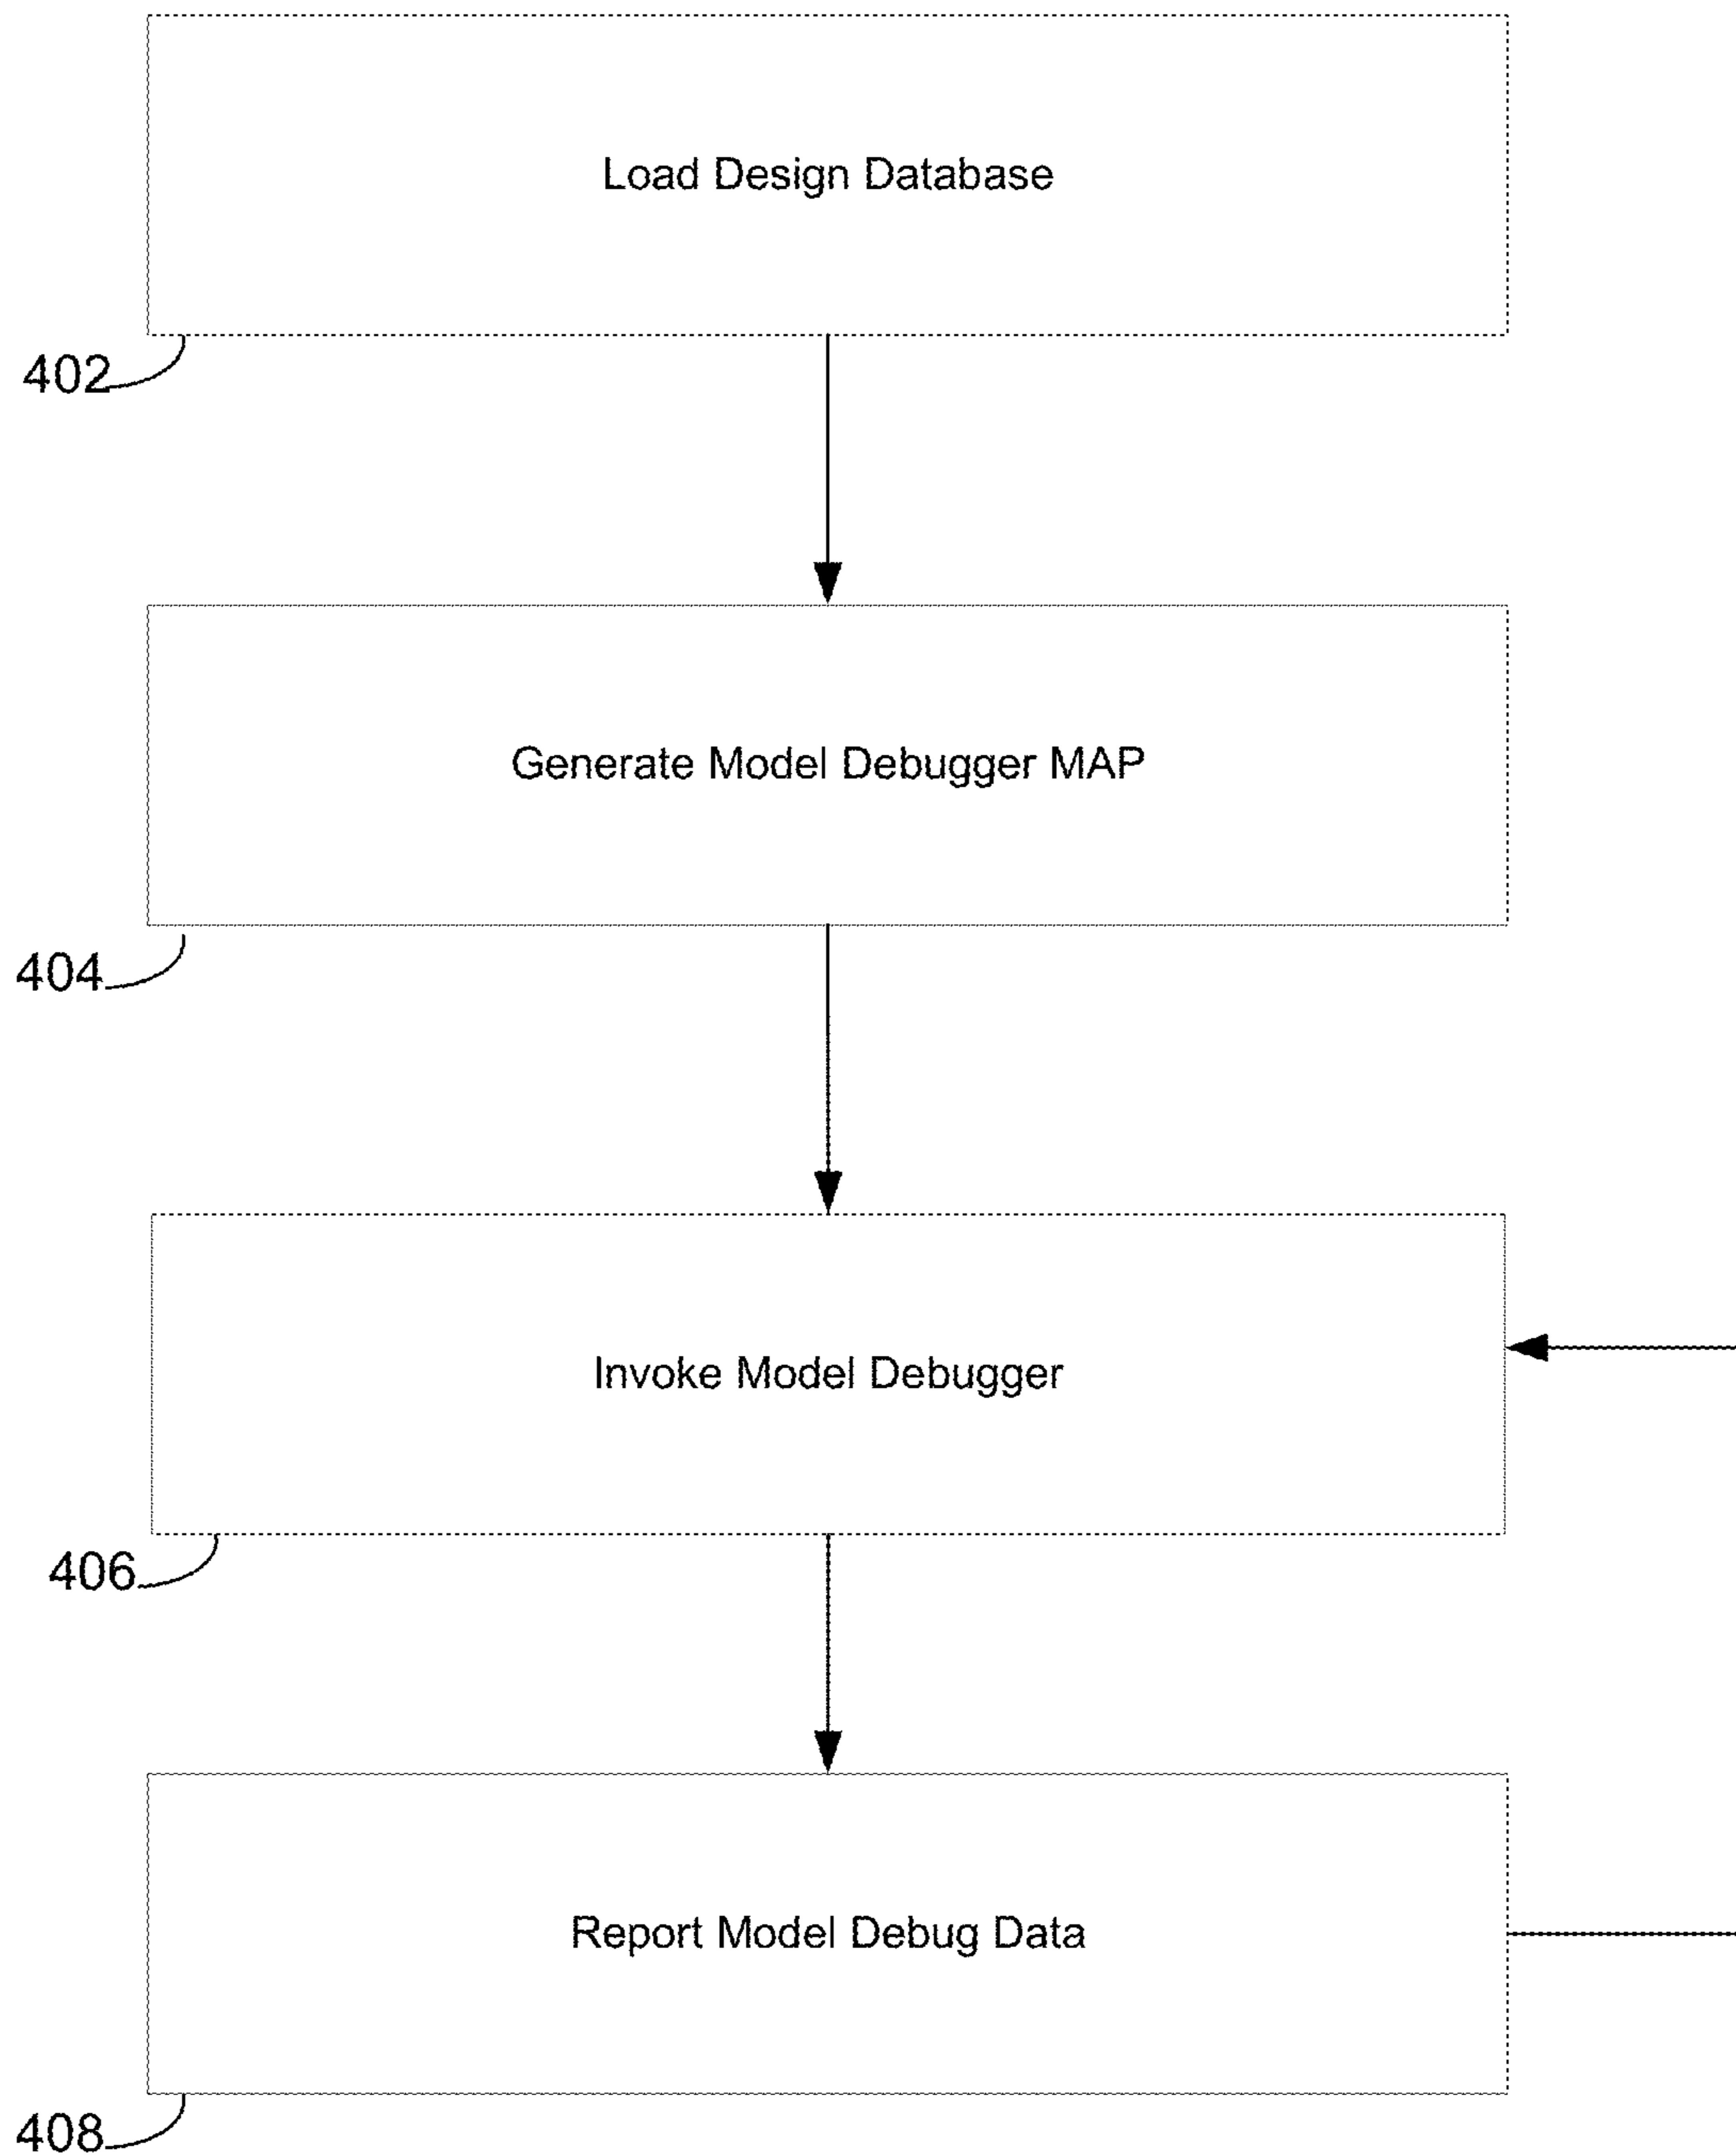 Load Design Database
402
Generate Model Debugger MAP
404
Invoke Model Debugger
406
Report Model Debug Data
408